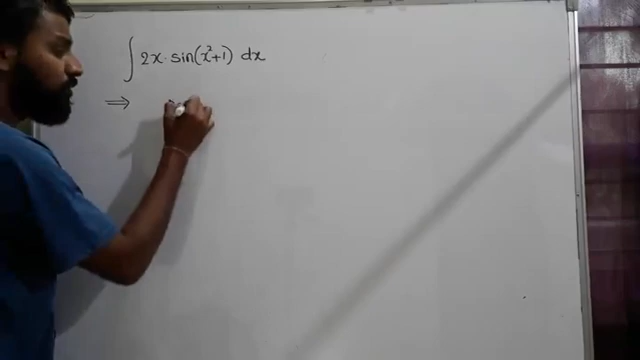 ∫ 2x · sin(x²+1) dx
⇒